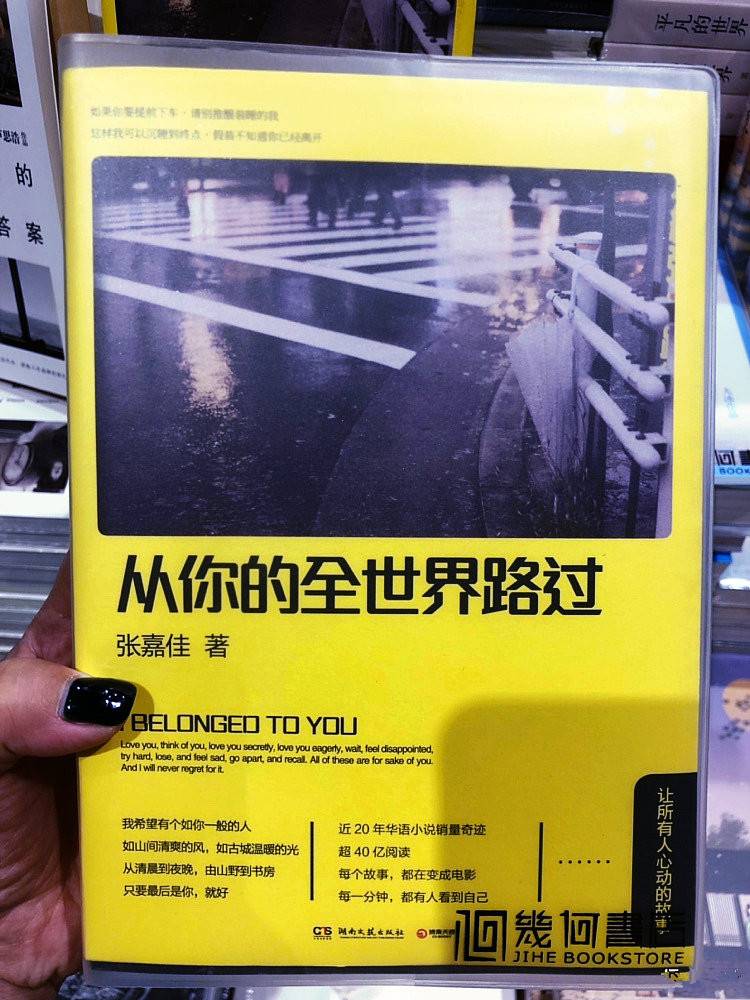 平凡的世界
的
答案
如果你要提前下车,请别推醒装睡的我
这样我可以沉睡到终点,假装不知道你已经离开
从你的全世界路过
张嘉佳 著
I BELONGED TO YOU
Love you, think of you, love you secretly, love you eagerly, wait, feel disappointed,
try hard, lose, and feel sad, go apart, and recall. All of these are for sake of you.
And I will never regret for it.
我希望有个如你一般的人
如山间清爽的风,如古城温暖的光
从清晨到夜晚,由山野到书房
只要最后是你,就好
近20年华语小说销量奇迹
超40亿阅读
每个故事,都在变成电影
每一分钟,都有人看到自己
……
让所有人心动的故事
湖南文艺出版社
幾何書店
JIHE BOOKSTORE